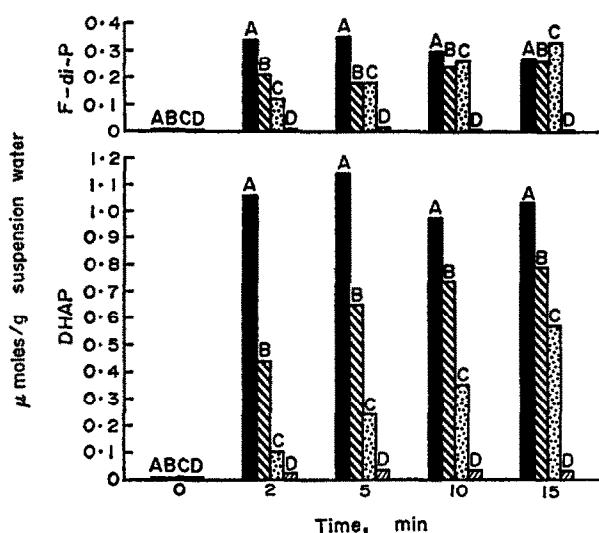 F-di-P
0·4
0·3
0·2
0·1
0
ABCD
A
B
C
D
A
B
C
D
A
B
C
D
A
B
C
D
μ moles/g suspension water
DHAP
1·2
1·1
1·0
0·9
0·8
0·7
0·6
0·5
0·4
0·3
0·2
0·1
0
ABCD
A
B
C
D
A
B
C
D
A
B
C
D
A
B
C
D
0 2 5 10 15
Time, min